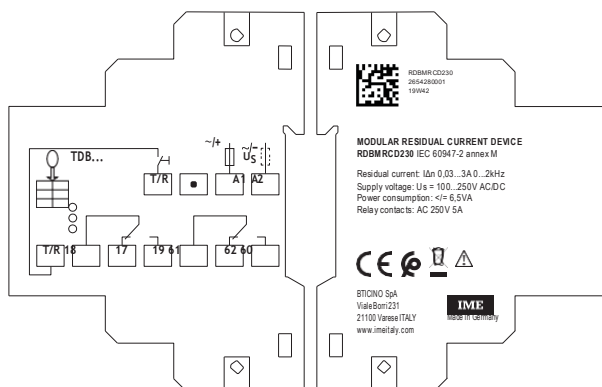 TDB...
~/+
~/-
Us
T/R
A1 A2
T/R 18
17
19 61
62 60
RDBMRCD230
2654280001
19W42
MODULAR RESIDUAL CURRENT DEVICE
RDBMRCD230 IEC 60947-2 annex M
Residual current: IΔn 0,03...3A 0...2kHz
Supply voltage: Us = 100...250V AC/DC
Power consumption: </= 6,5VA
Relay contacts: AC 250V 5A
CE
BTICINO SpA
Viale Borri 231
21100 Varese ITALY
www.imeitaly.com
IME
Made in Germany